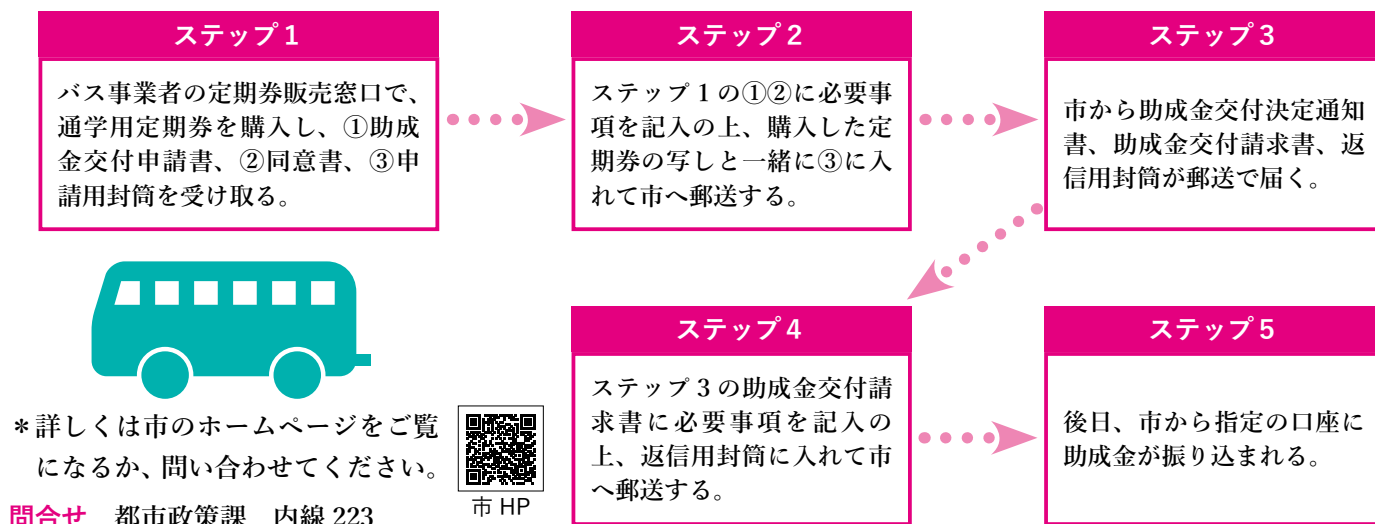 ステップ１
バス事業者の定期券販売窓口で、
通学用定期券を購入し、①助成
金交付申請書、②同意書、③申
請用封筒を受け取る。
ステップ２
ステップ１の①②に必要事
項を記入の上、購入した定
期券の写しと一緒に③に入
れて市へ郵送する。
ステップ３
市から助成金交付決定通知
書、助成金交付請求書、返
信用封筒が郵送で届く。
ステップ４
ステップ３の助成金交付請
求書に必要事項を記入の
上、返信用封筒に入れて市
へ郵送する。
ステップ５
後日、市から指定の口座に
助成金が振り込まれる。
＊詳しくは市のホームページをご覧
になるか、問い合わせてください。
市 HP
問合せ　都市政策課　内線 223